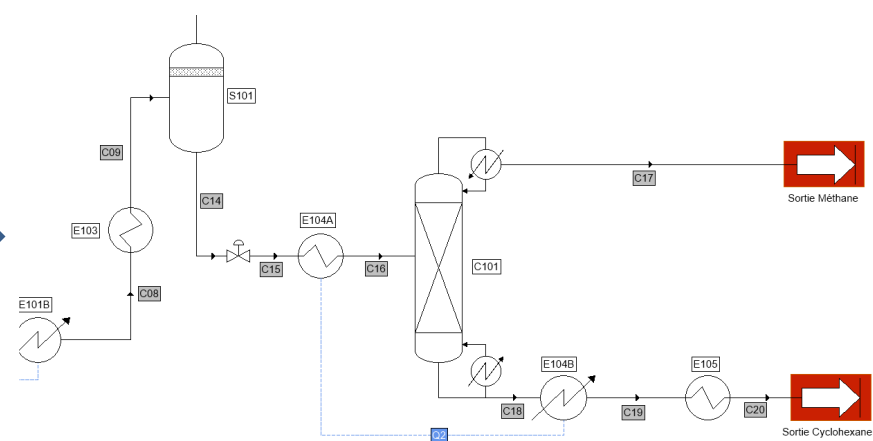 S101
C09
C14
E103
E104A
C15
C16
C08
E101B
C101
C17
Sortie Méthane
E104B
E105
C18
C19
C20
Sortie Cyclohexane
Q2